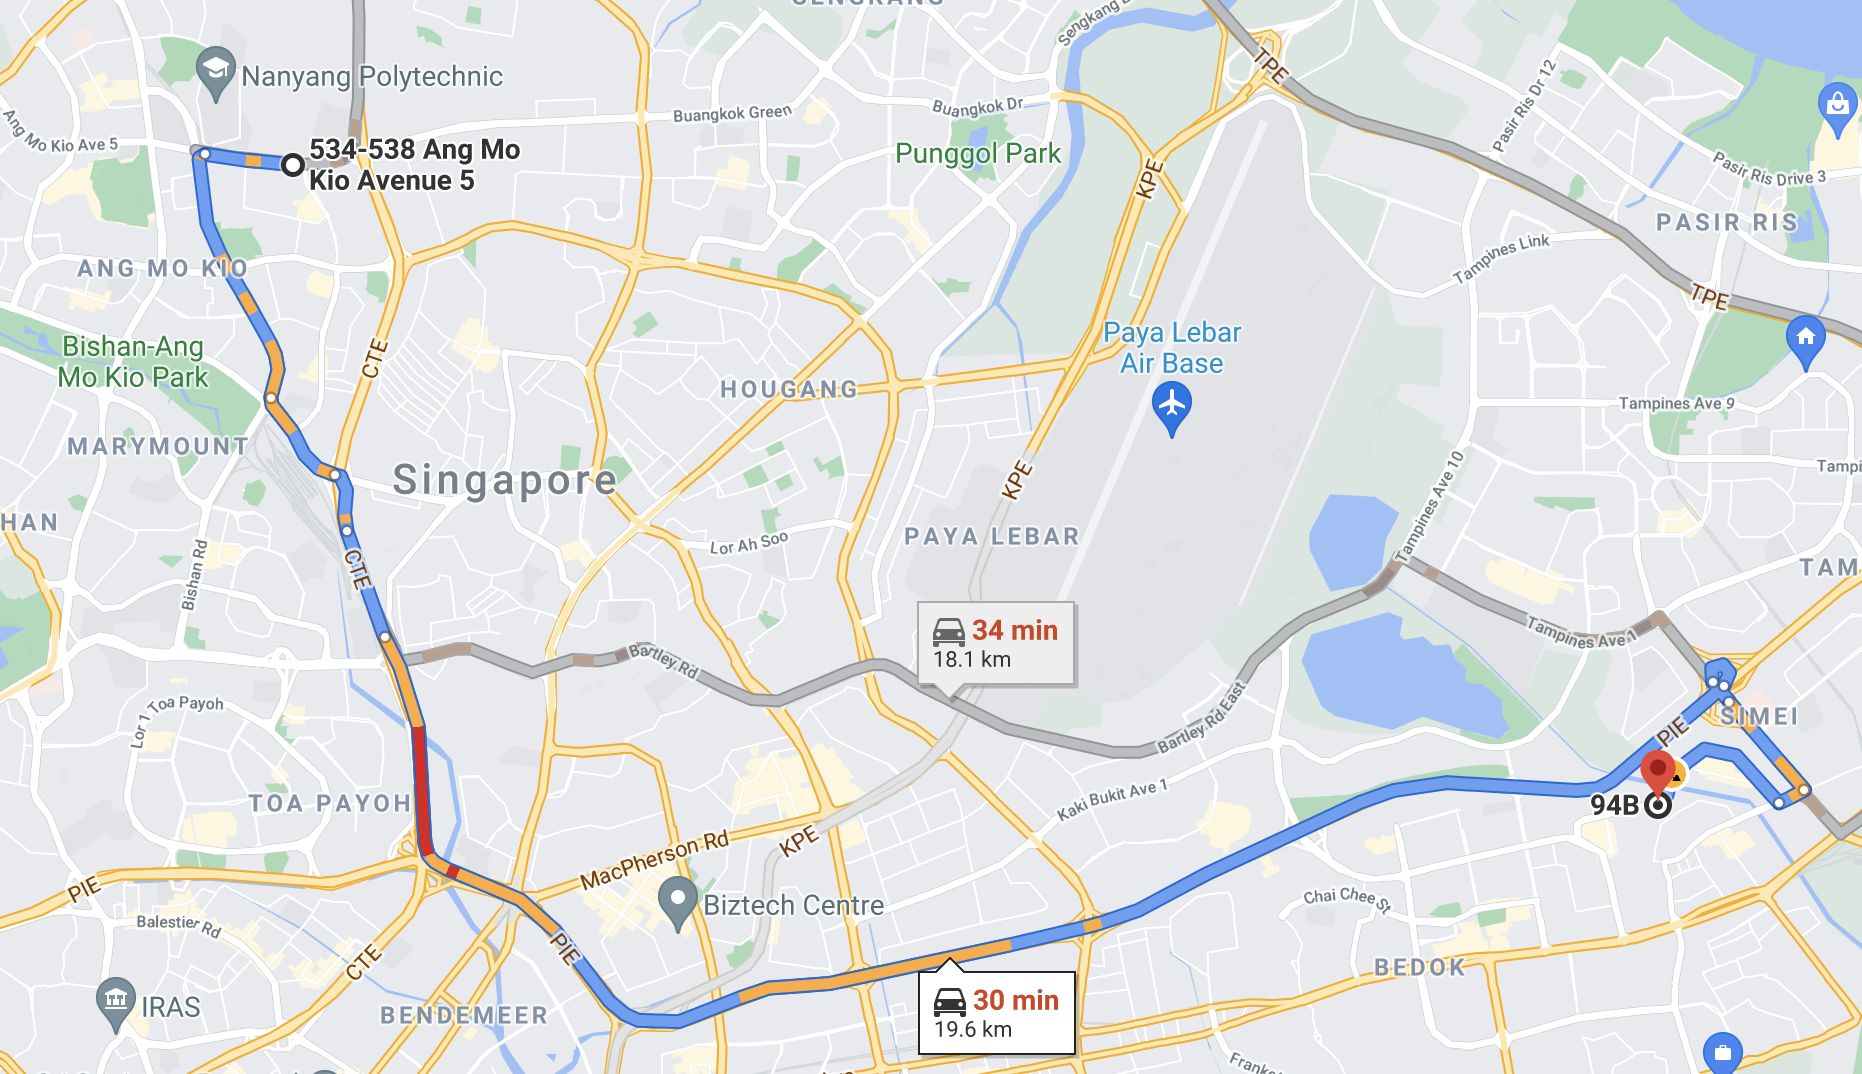 SENGKANG
Nanyang Polytechnic
Ang Mo Kio Ave 5
534-538 Ang Mo
Kio Avenue 5
Buangkok Green
Buangkok Dr
TPE
Pasir Ris Dr 12
Punggol Park
KPE
Pasir Ris Drive 3
PASIR RIS
Tampines Link
ANG MO KIO
TPE
Bishan-Ang
Mo Kio Park
CTE
Paya Lebar
Air Base
HOUGANG
Tampines Ave 9
MARYMOUNT
Singapore
KPE
Tampines Ave 10
Tampi
HAN
Lor Ah Soo
PAYA LEBAR
CTE
Bishan Rd
TAM
34 min
18.1 km
Bartley Rd
Tampines Ave 1
Lor 1 Toa Payoh
Bartley Rd East
SIMEI
PIE
TOA PAYOH
Kaki Bukit Ave 1
94B
KPE
MacPherson Rd
PIE
Biztech Centre
Chai Chee St
Balestier Rd
PIE
CTE
BEDOK
IRAS
BENDEMEER
30 min
19.6 km